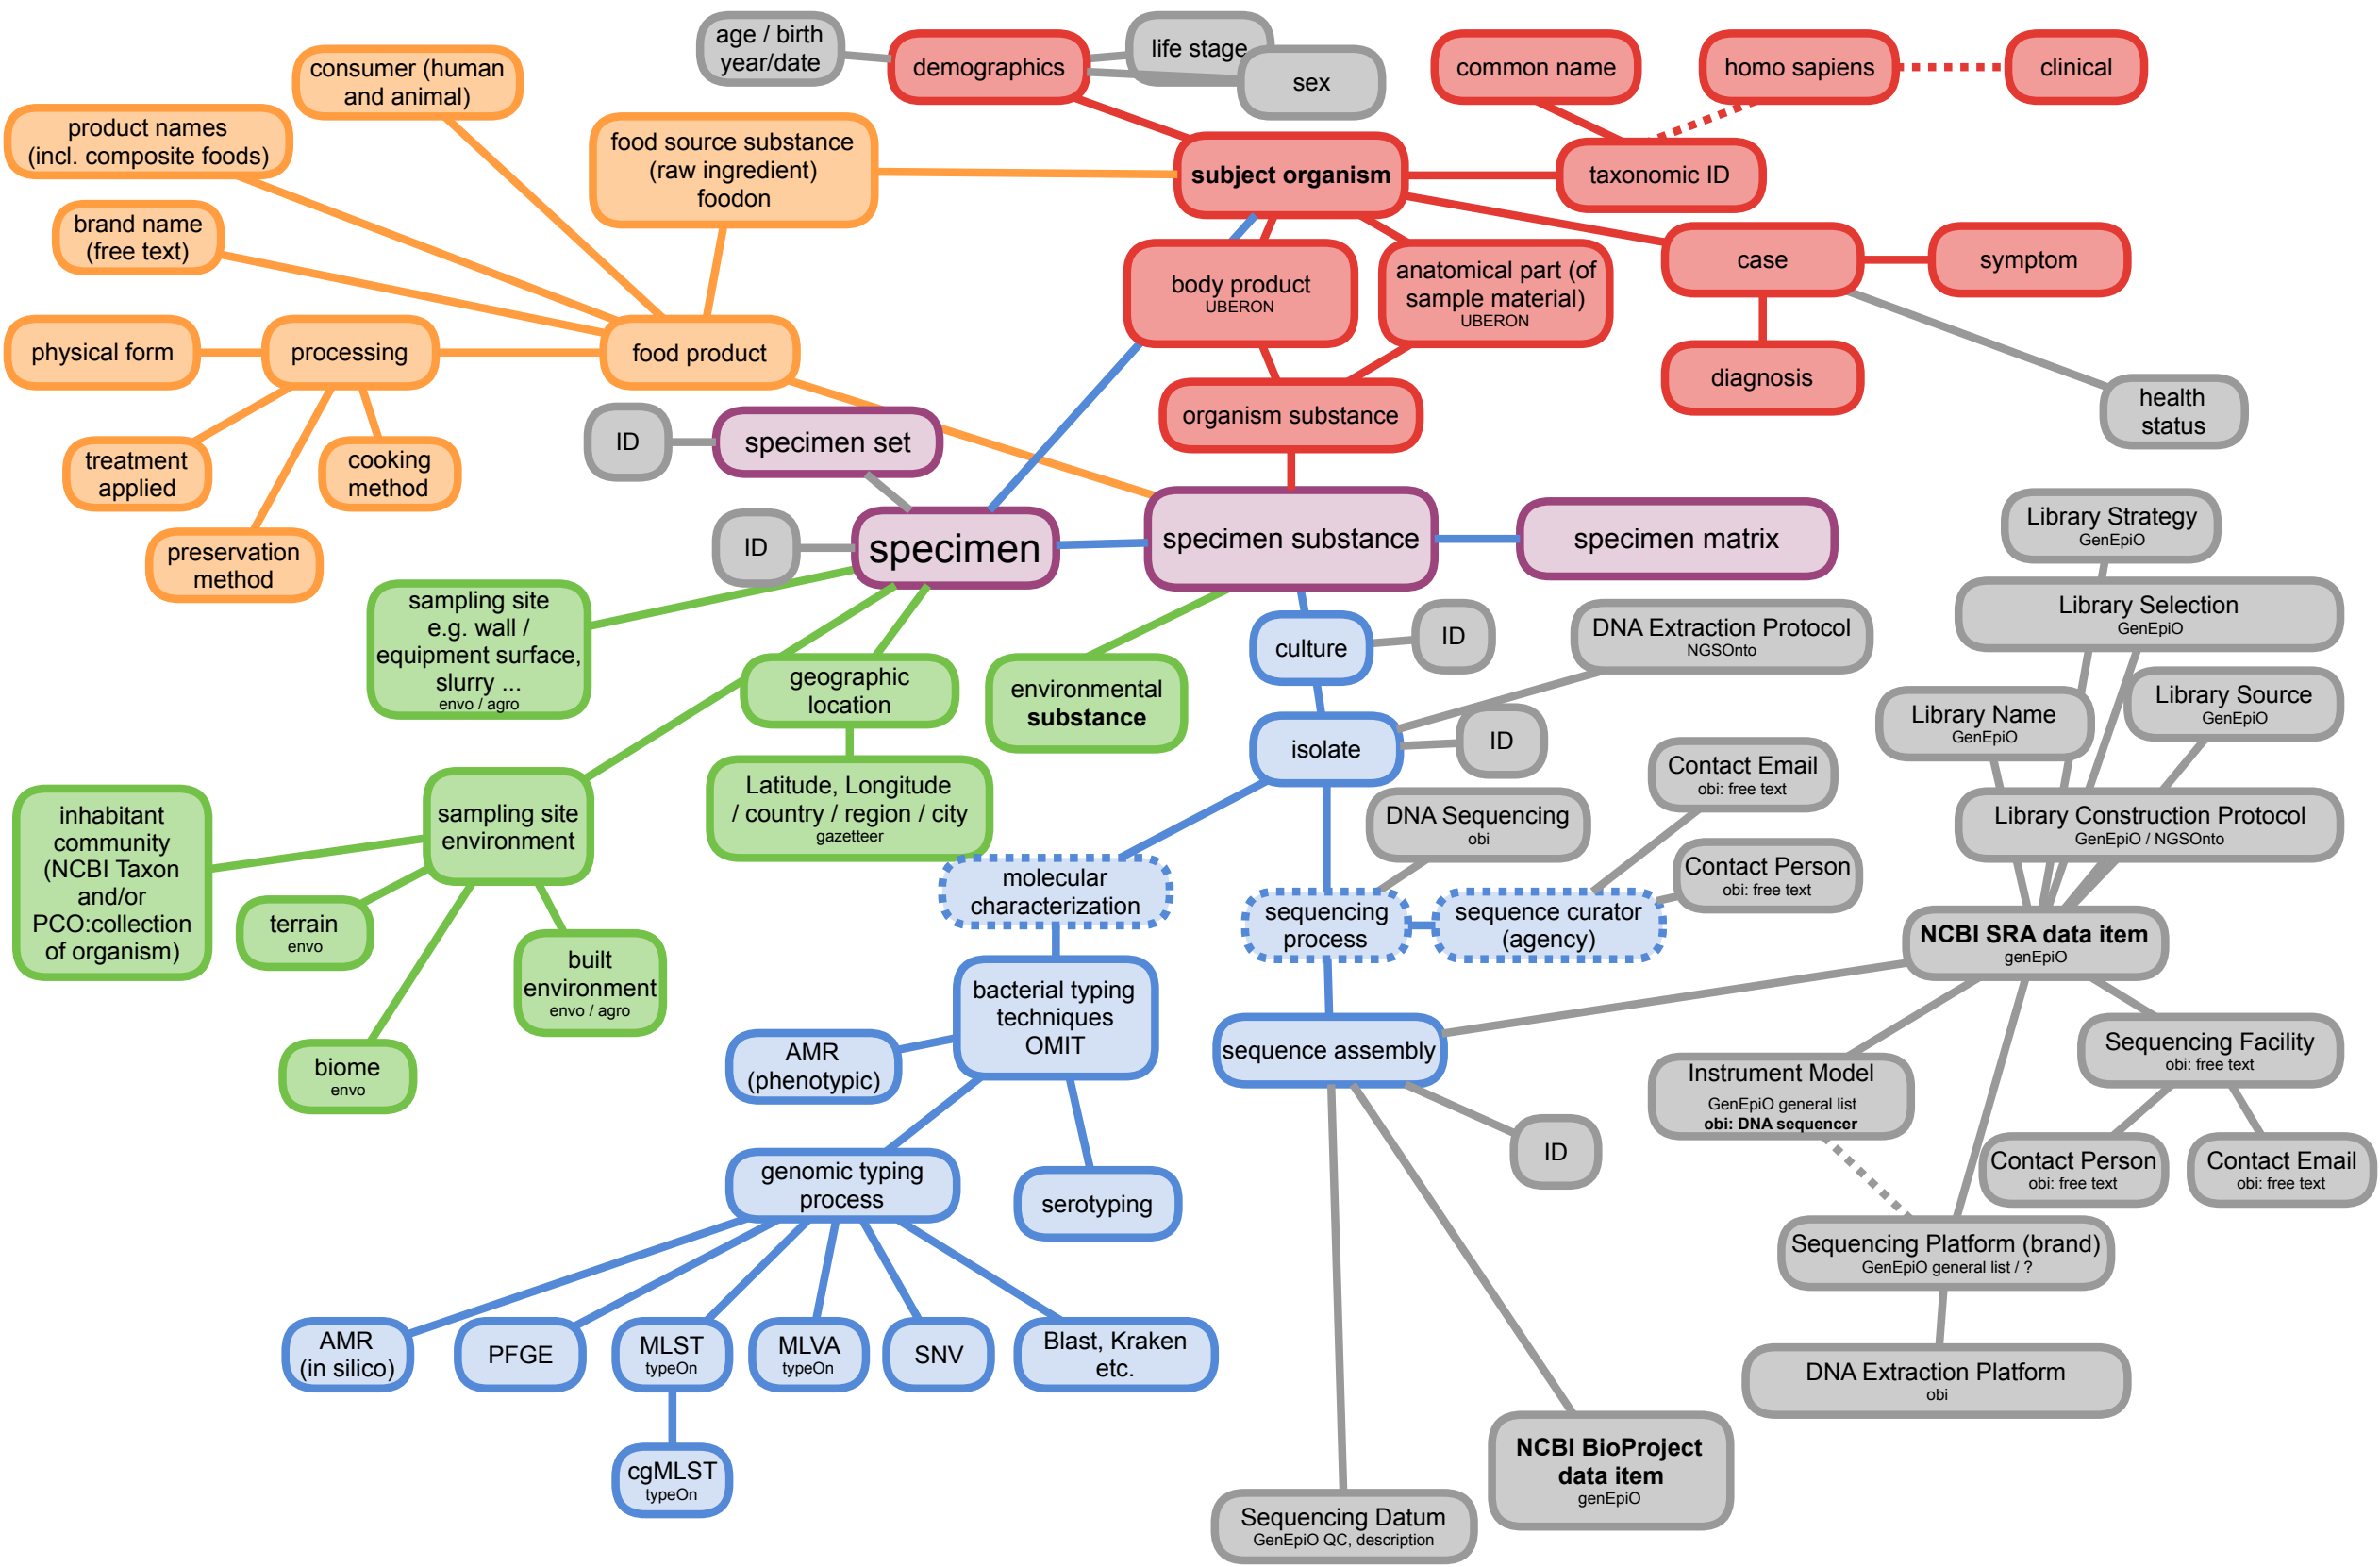 age / birth
year/date
demographics
life stage
sex
common name
homo sapiens
clinical
consumer (human
and animal)
product names
(incl. composite foods)
food source substance
(raw ingredient)
foodon
subject organism
taxonomic ID
brand name
(free text)
body product
UBERON
anatomical part (of
sample material)
UBERON
case
symptom
physical form
processing
food product
diagnosis
health
status
organism substance
ID
specimen set
treatment
applied
cooking
method
preservation
method
ID
specimen
specimen substance
specimen matrix
Library Strategy
GenEpiO
Library Selection
GenEpiO
sampling site
e.g. wall /
equipment surface,
slurry ...
envo / agro
geographic
location
environmental
substance
culture
ID
DNA Extraction Protocol
NGSOnto
Library Name
GenEpiO
Library Source
GenEpiO
isolate
ID
Contact Email
obi: free text
Latitude, Longitude
/ country / region / city
gazetteer
DNA Sequencing
obi
Library Construction Protocol
GenEpiO / NGSOnto
inhabitant
community
(NCBI Taxon
and/or
PCO:collection
of organism)
sampling site
environment
Contact Person
obi: free text
molecular
characterization
sequencing
process
sequence curator
(agency)
NCBI SRA data item
genEpiO
terrain
envo
built
environment
envo / agro
biome
envo
bacterial typing
techniques
OMIT
AMR
(phenotypic)
sequence assembly
Sequencing Facility
obi: free text
Instrument Model
GenEpiO general list
obi: DNA sequencer
ID
Contact Person
obi: free text
Contact Email
obi: free text
genomic typing
process
serotyping
Sequencing Platform (brand)
GenEpiO general list / ?
AMR
(in silico)
PFGE
MLST
typeOn
MLVA
typeOn
SNV
Blast, Kraken
etc.
DNA Extraction Platform
obi
cgMLST
typeOn
NCBI BioProject
data item
genEpiO
Sequencing Datum
GenEpiO QC, description